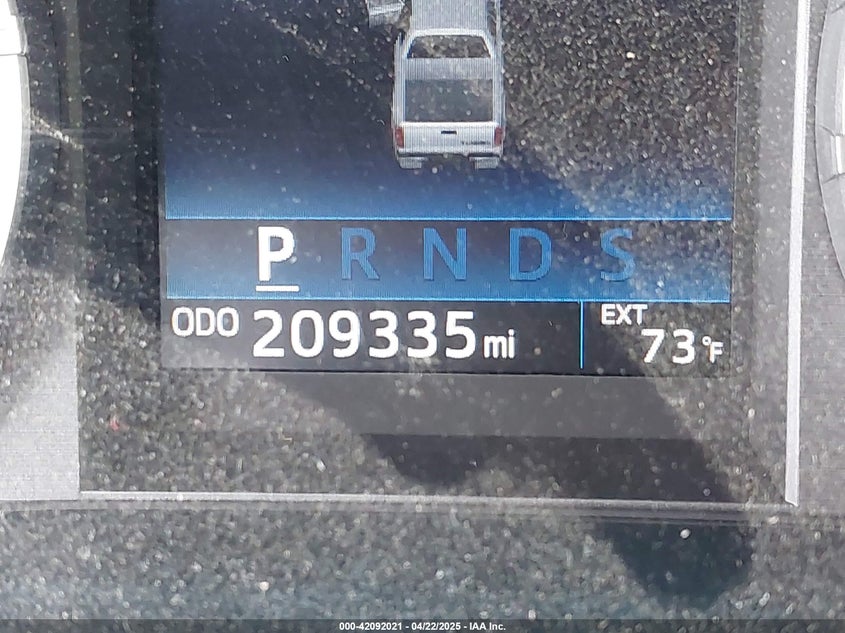 P R N D S
ODO 209335 mi EXT 73 °F
000-42092021 - 04/22/2025 - IAA Inc.